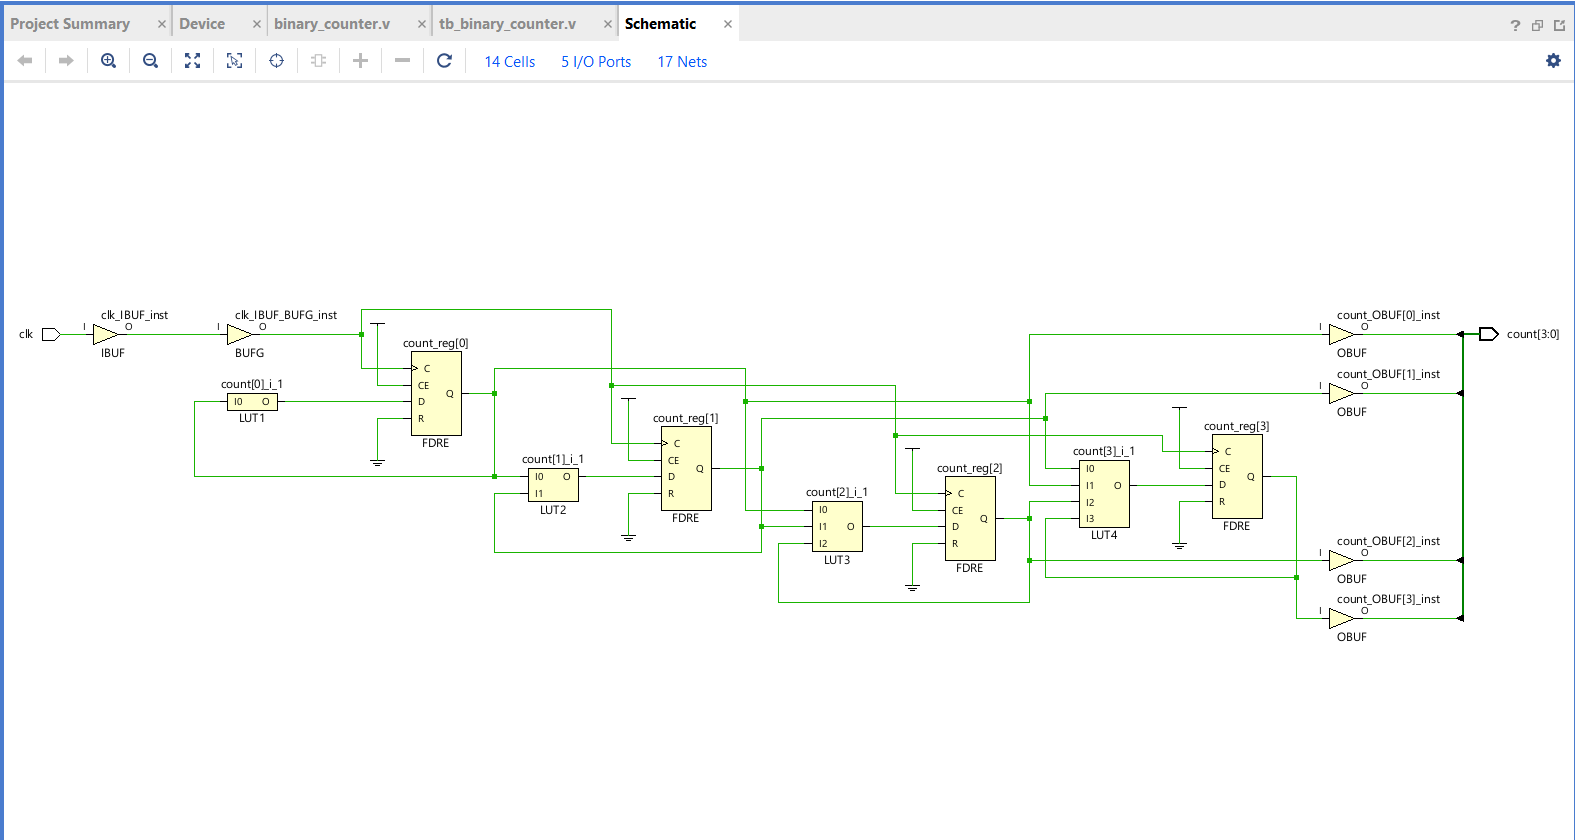 Project Summary × Device × binary_counter.v × tb_binary_counter.v × Schematic × ?
14 Cells 5 I/O Ports 17 Nets
clk
I
clk_IBUF_inst
O
IBUF
I
clk_IBUF_BUFG_inst
O
BUFG
count[0]_i_1
I0 O
LUT1
count_reg[0]
C
CE
D
R
Q
FDRE
count[1]_i_1
I0 O
I1
LUT2
count_reg[1]
C
CE
D
R
Q
FDRE
count[2]_i_1
I0
I1 O
I2
LUT3
count_reg[2]
C
CE
D
R
Q
FDRE
count[3]_i_1
I0
I1 O
I2
I3
LUT4
count_reg[3]
C
CE
D
R
Q
FDRE
count_OBUF[0]_inst
I O
OBUF
count_OBUF[1]_inst
I O
OBUF
count_OBUF[2]_inst
I O
OBUF
count_OBUF[3]_inst
I O
OBUF
count[3:0]